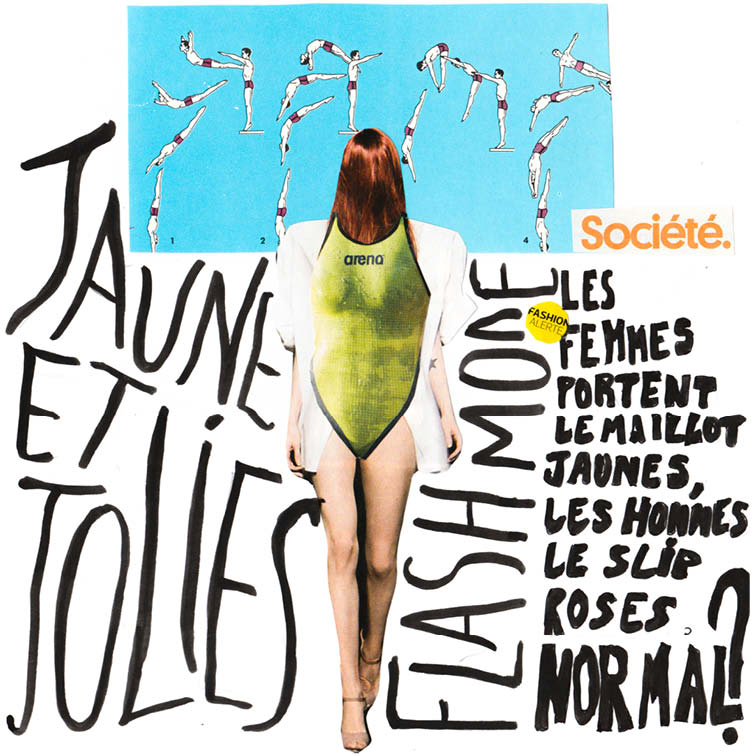 1
2
4
Société.
arena
JAUNE
ET
JOLIES
FLASH MODE
FASHION
ALERTE
LES
FEMMES
PORTENT
LE MAILLOT
JAUNES,
LES HOMMES
LE SLIP
ROSES.
NORMAL?